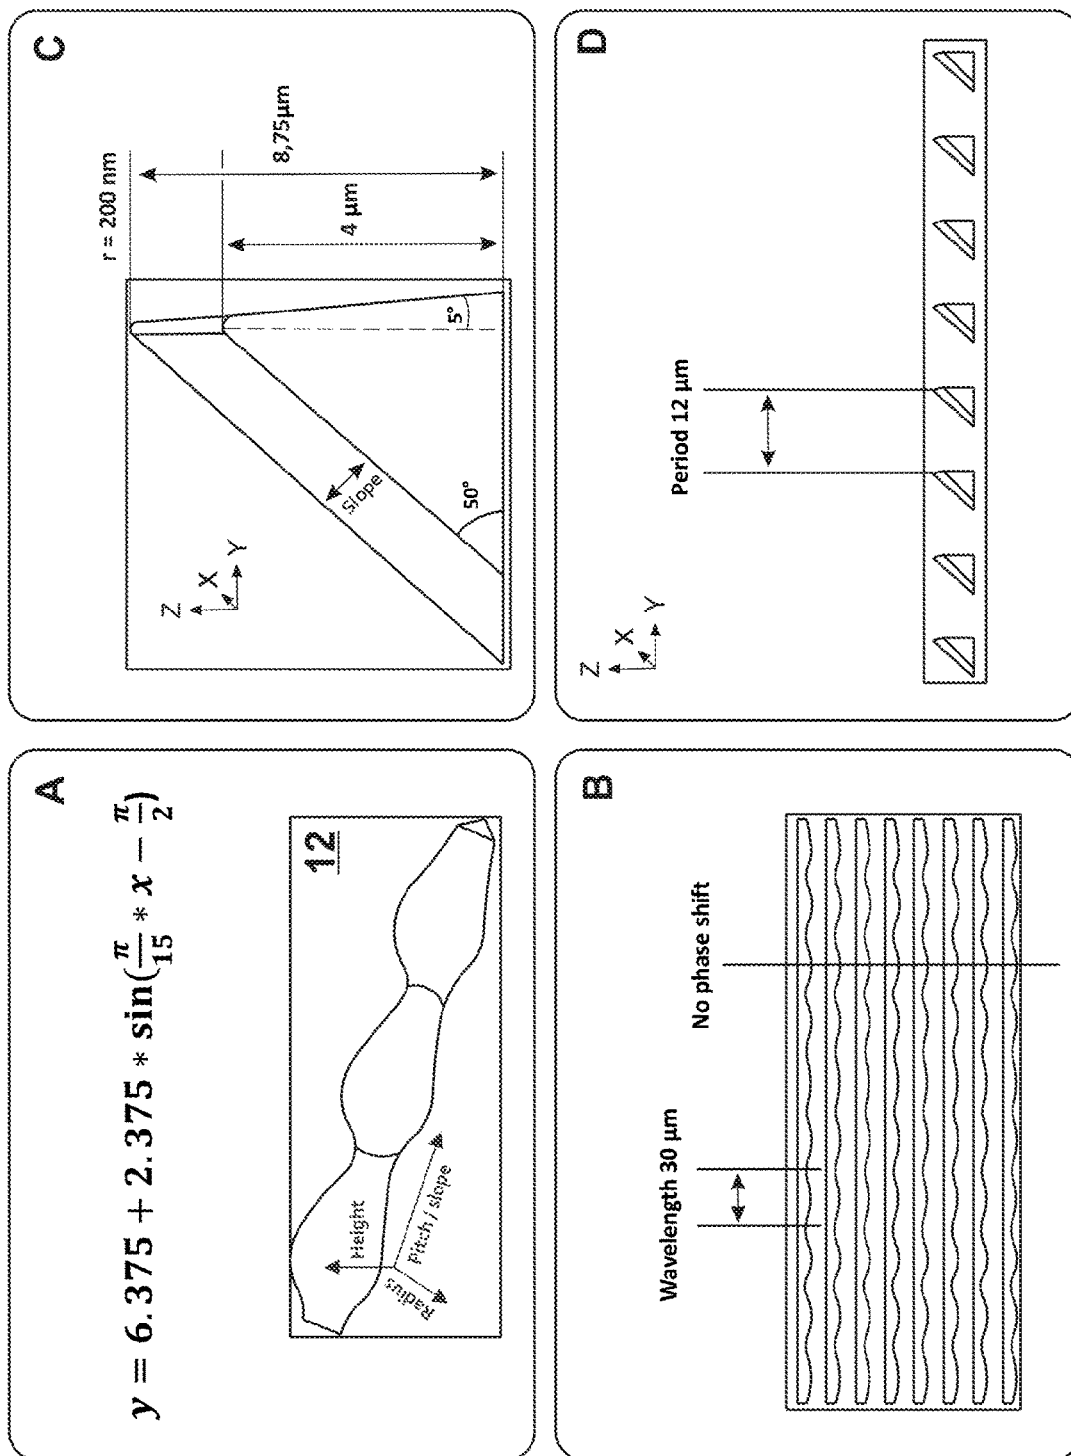 A
y = 6.375 + 2.375 * sin(π/15 * x − π/2)
12
Height
Pitch / slope
Radius
B
Wavelength 30 µm
No phase shift
C
r = 200 nm
8,75µm
4 µm
5°
50°
Slope
Z
X
Y
D
Z
X
Y
Period 12 µm